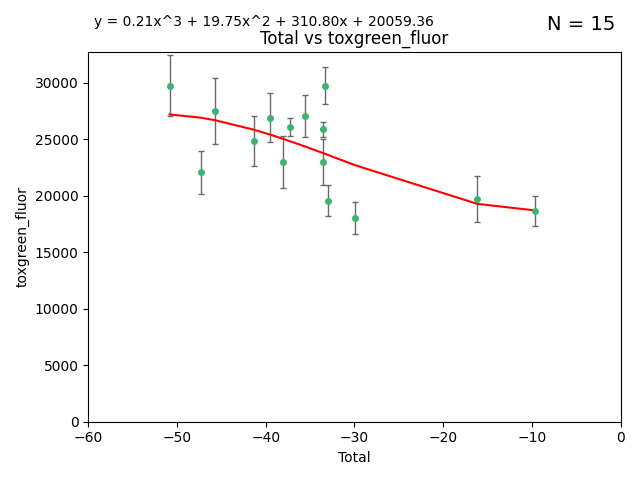 y = 0.21x^3 + 19.75x^2 + 310.80x + 20059.36
N = 15
Total vs toxgreen_fluor
30000
25000
20000
15000
10000
5000
0
toxgreen_fluor
−60
−50
−40
−30
−20
−10
0
Total